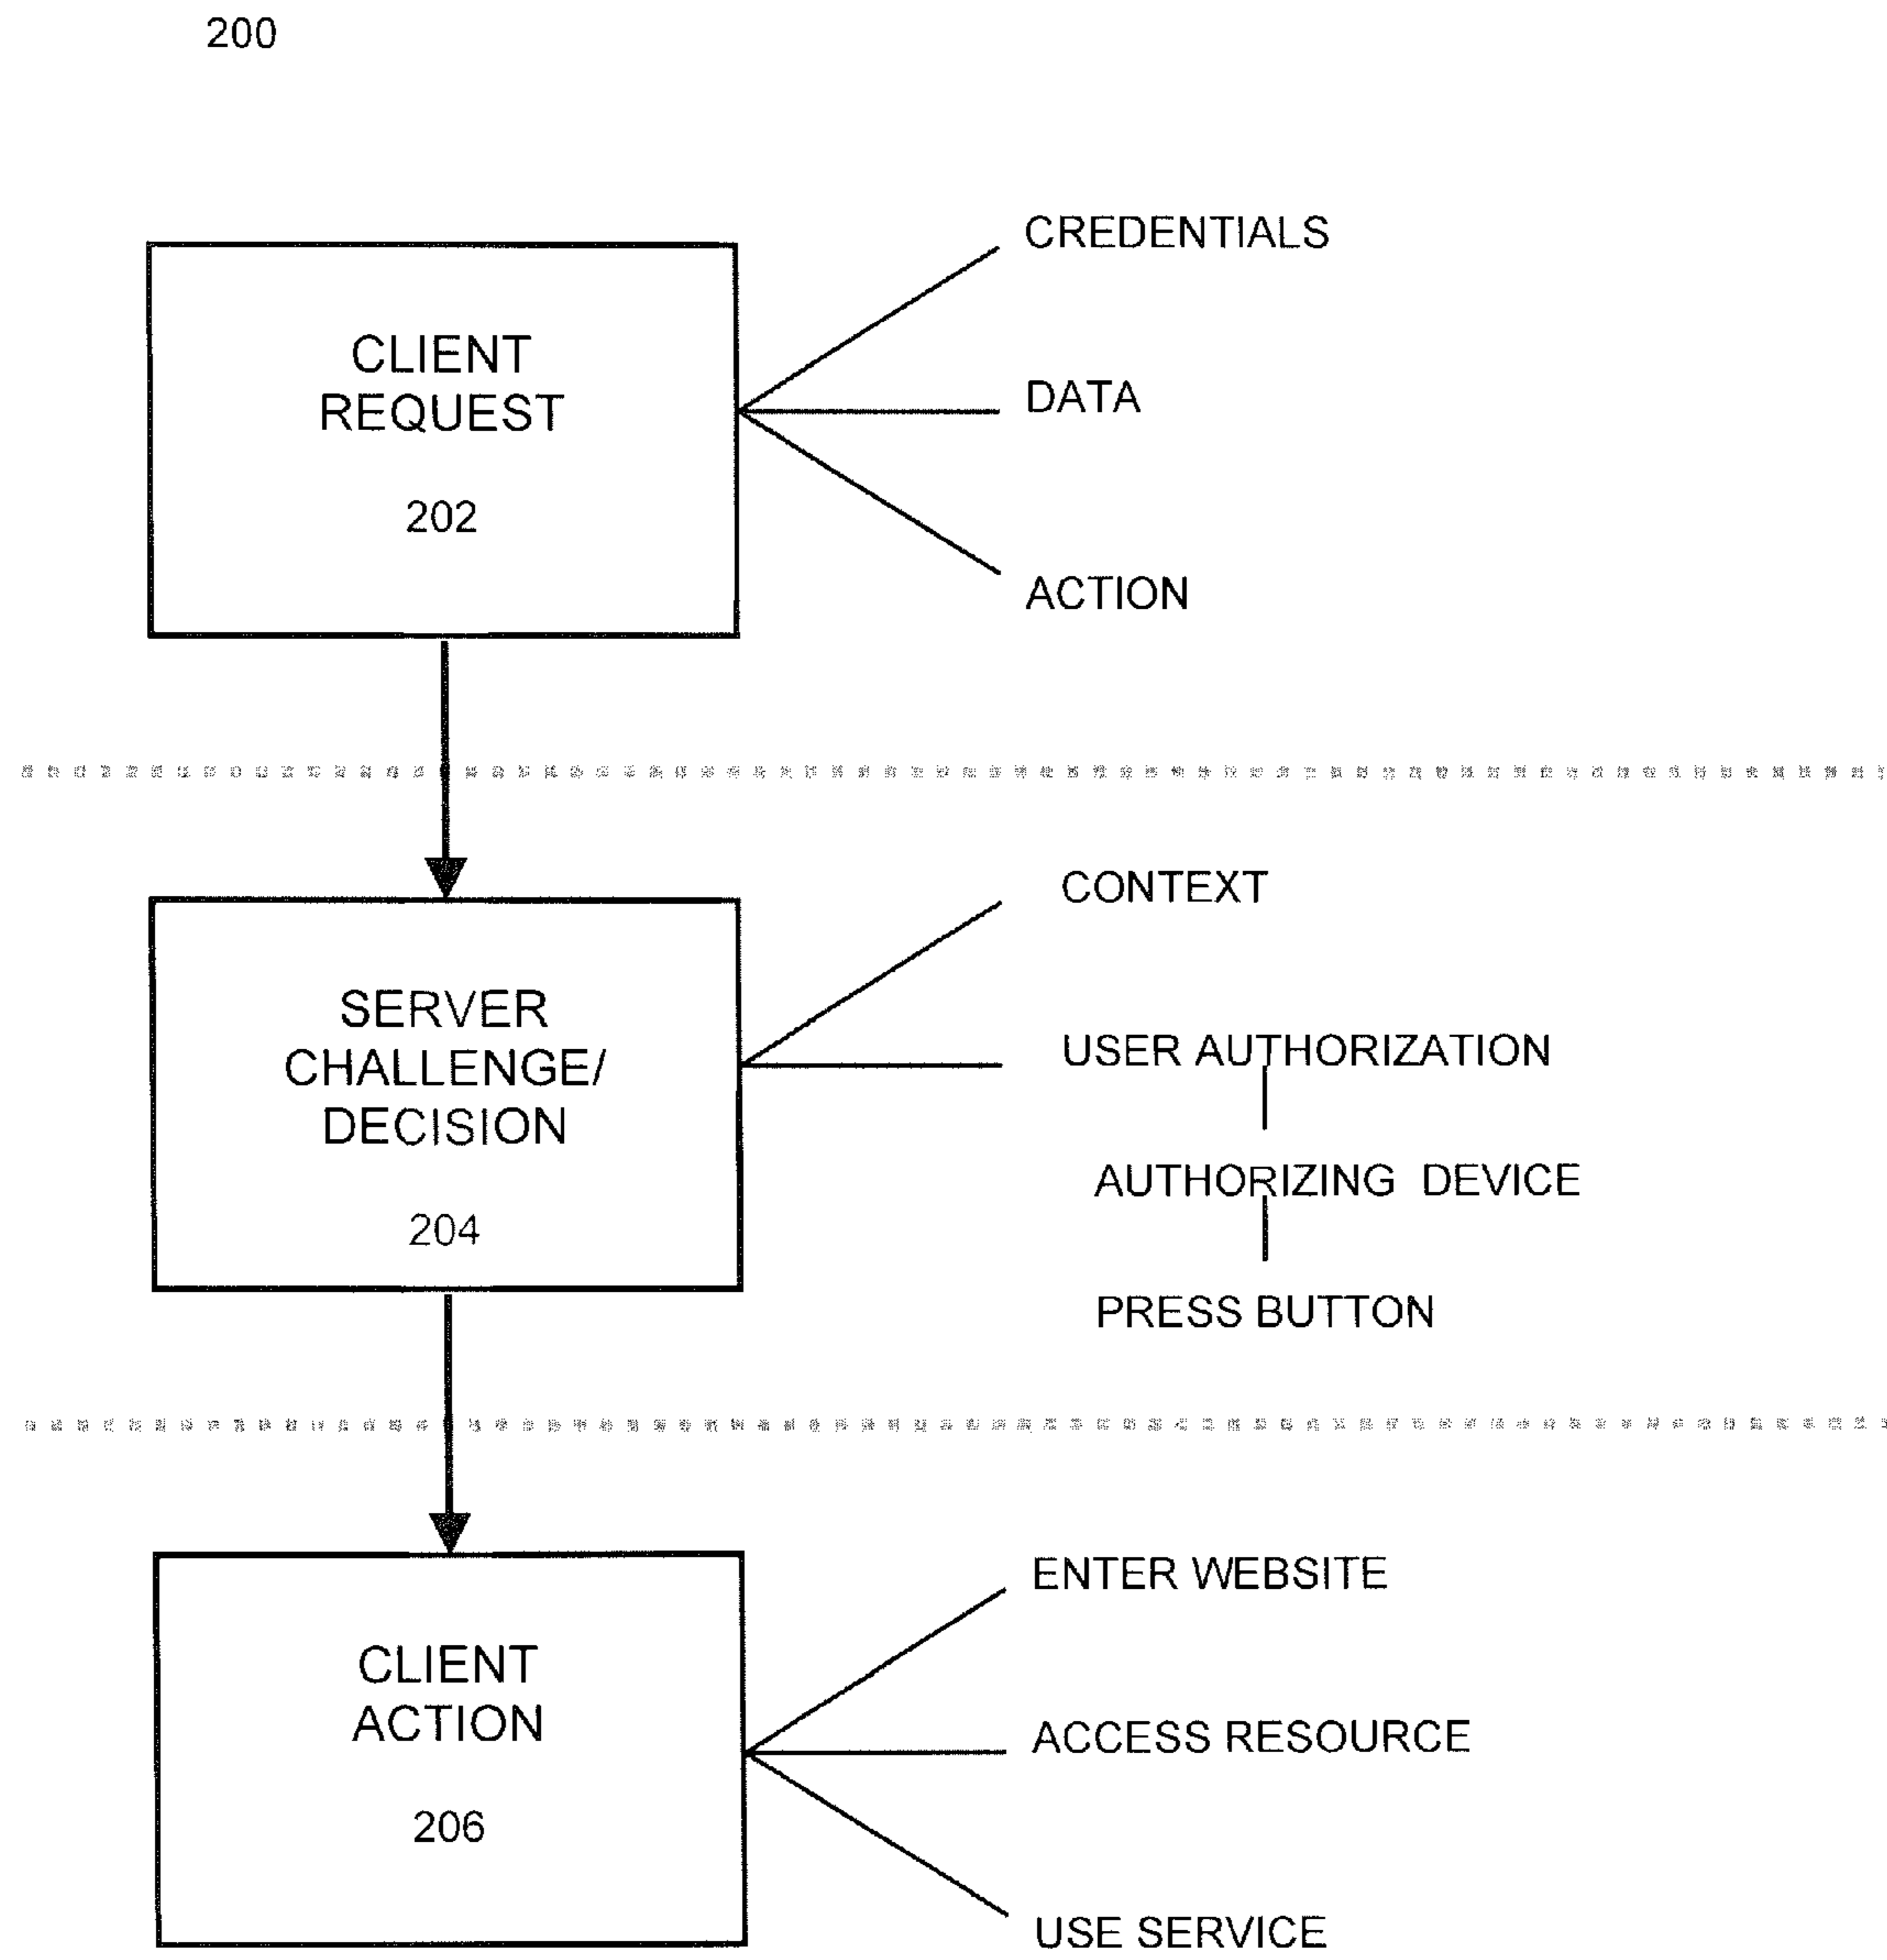 200
CLIENT
REQUEST
202
CREDENTIALS
DATA
ACTION
SERVER
CHALLENGE/
DECISION
204
CONTEXT
USER AUTHORIZATION
AUTHORIZING DEVICE
PRESS BUTTON
CLIENT
ACTION
206
ENTER WEBSITE
ACCESS RESOURCE
USE SERVICE